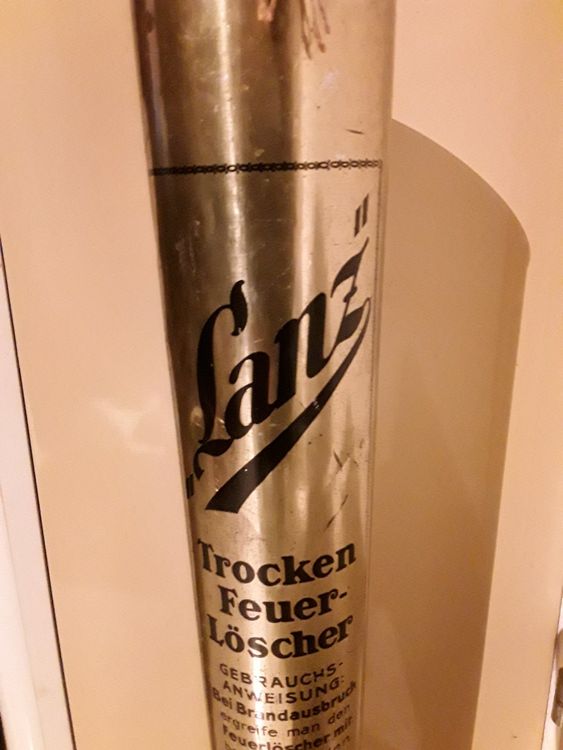 „Lanz"
Trocken
Feuer-
Löscher
GEBRAUCHS-
ANWEISUNG:
Bei Brandausbruch
ergreife man den
Feuerlöscher mit